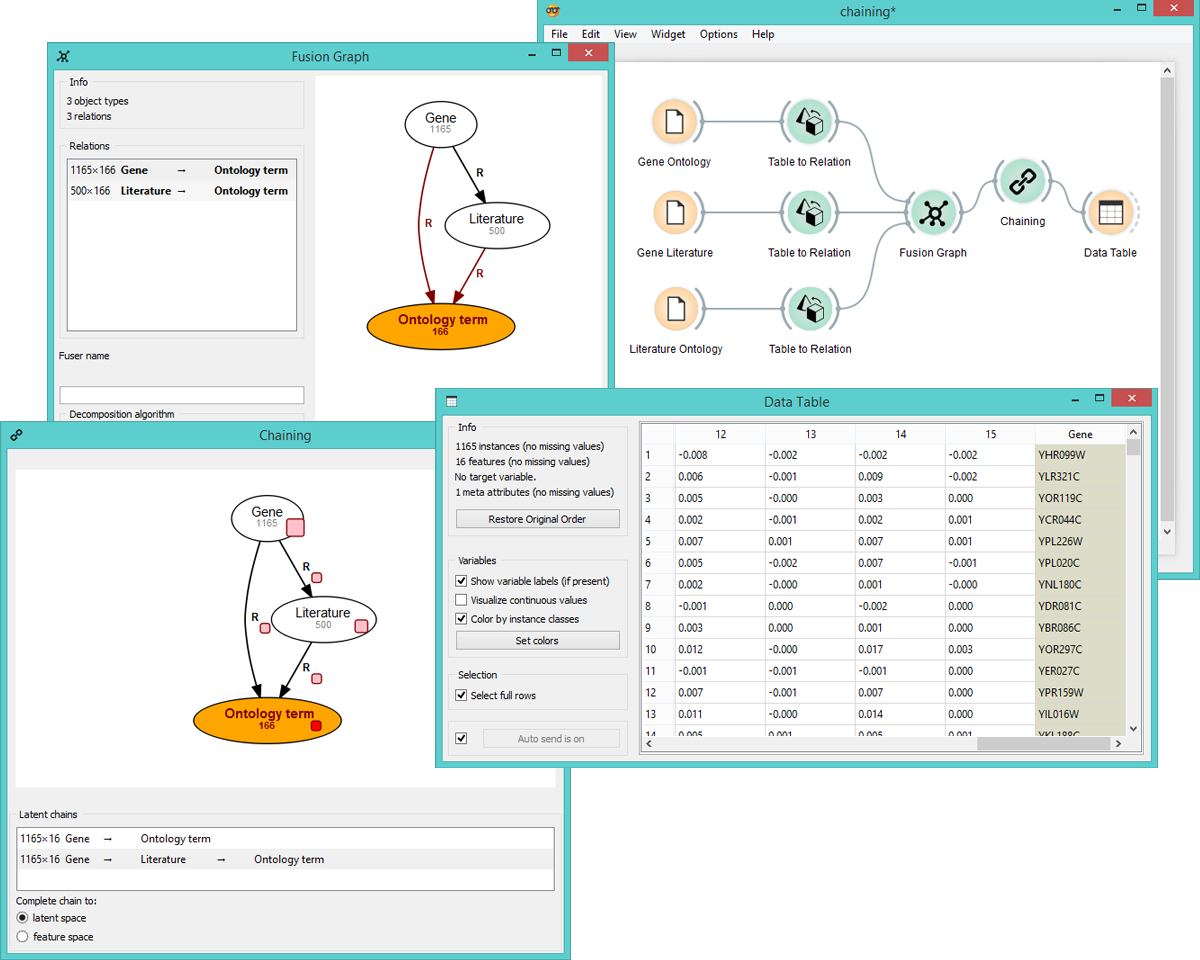 chaining*
File Edit View Widget Options Help
Gene Ontology
Table to Relation
Gene Literature
Table to Relation
Literature Ontology
Table to Relation
Fusion Graph
Chaining
Data Table
Fusion Graph
Info
3 object types
3 relations
Relations
1165×166 Gene → Ontology term
500×166 Literature → Ontology term
Fuser name
Decomposition algorithm
Gene
1165
R
Literature
500
R
R
Ontology term
166
Chaining
Gene
1165
R
Literature
500
R
R
Ontology term
166
Latent chains
1165×16 Gene → Ontology term
1165×16 Gene → Literature → Ontology term
Complete chain to:
latent space
feature space
Data Table
Info
1165 instances (no missing values)
16 features (no missing values)
No target variable.
1 meta attributes (no missing values)
Restore Original Order
Variables
Show variable labels (if present)
Visualize continuous values
Color by instance classes
Set colors
Selection
Select full rows
Auto send is on
12 13 14 15 Gene
1 -0.008 -0.002 -0.002 -0.002 YHR099W
2 0.006 -0.001 0.009 -0.002 YLR321C
3 0.005 -0.000 0.003 0.000 YOR119C
4 0.002 -0.001 0.002 0.001 YCR044C
5 0.007 0.001 0.007 0.001 YPL226W
6 0.005 -0.002 0.007 -0.001 YPL020C
7 0.002 -0.000 0.001 -0.000 YNL180C
8 -0.001 0.000 -0.002 0.000 YDR081C
9 0.003 0.000 0.001 0.000 YBR086C
10 0.012 -0.000 0.017 0.003 YOR297C
11 -0.001 -0.001 -0.001 0.000 YER027C
12 0.007 -0.001 0.007 0.000 YPR159W
13 0.011 -0.000 0.014 0.000 YIL016W
14 0.005 0.001 0.005 0.001 YKL188C